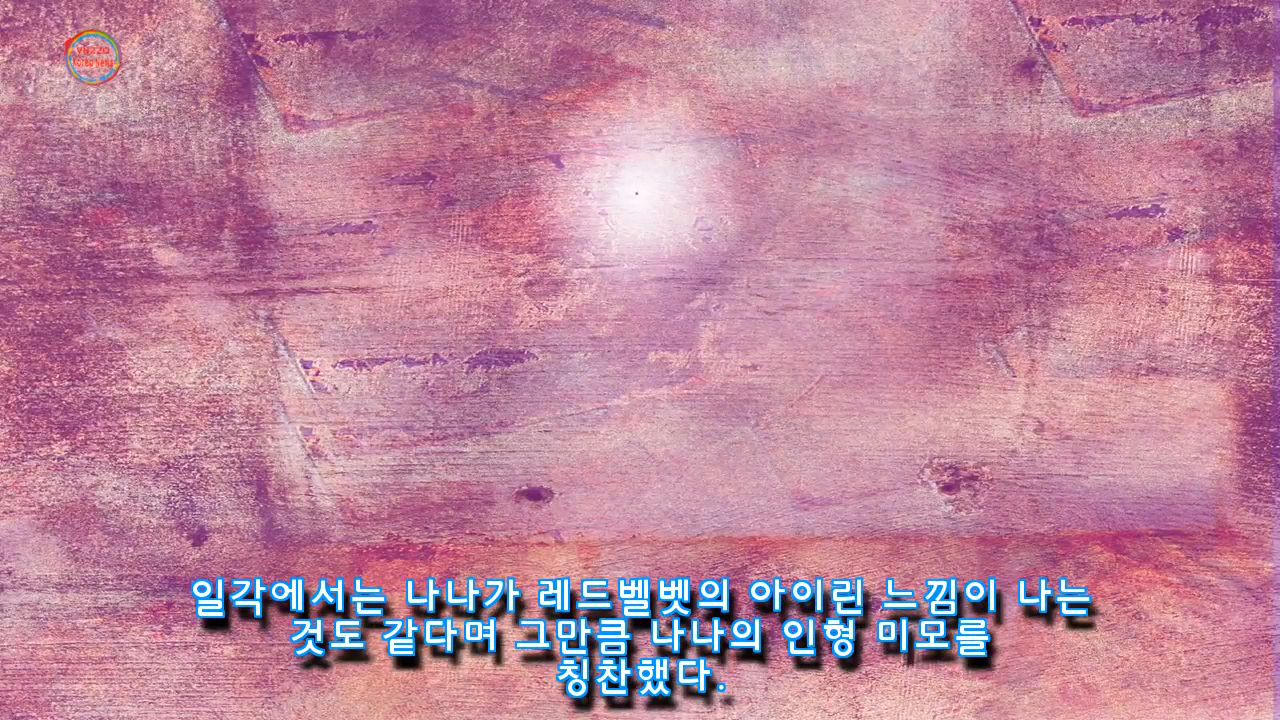 일각에서는 나나가 레드벨벳의 아이린 느낌이 나는
것도 같다며 그만큼 나나의 인형 미모를
칭찬했다.